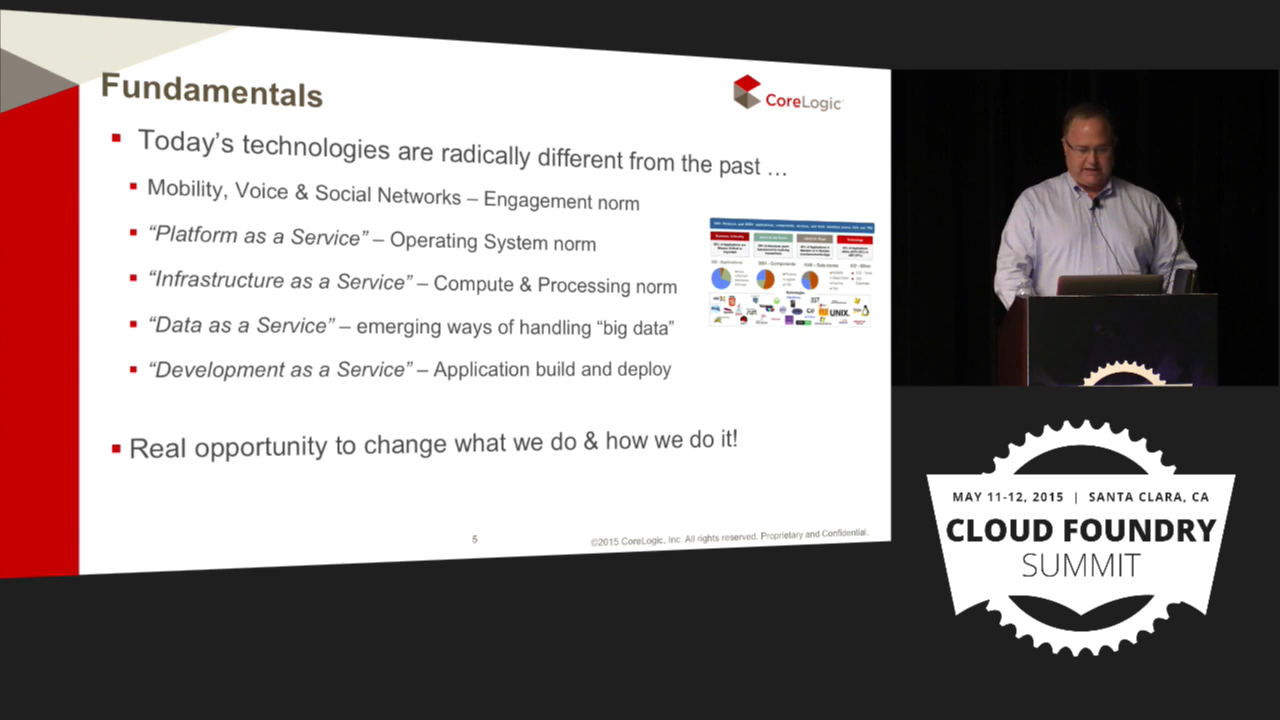 Fundamentals
CoreLogic
Today's technologies are radically different from the past …
Mobility, Voice & Social Networks – Engagement norm
“Platform as a Service” – Operating System norm
“Infrastructure as a Service” – Compute & Processing norm
“Data as a Service” – emerging ways of handling “big data”
“Development as a Service” – Application build and deploy
UNIX.
Real opportunity to change what we do & how we do it!
5
©2015 CoreLogic, Inc. All rights reserved. Proprietary and Confidential.
MAY 11-12, 2015 | SANTA CLARA, CA
CLOUD FOUNDRY
SUMMIT